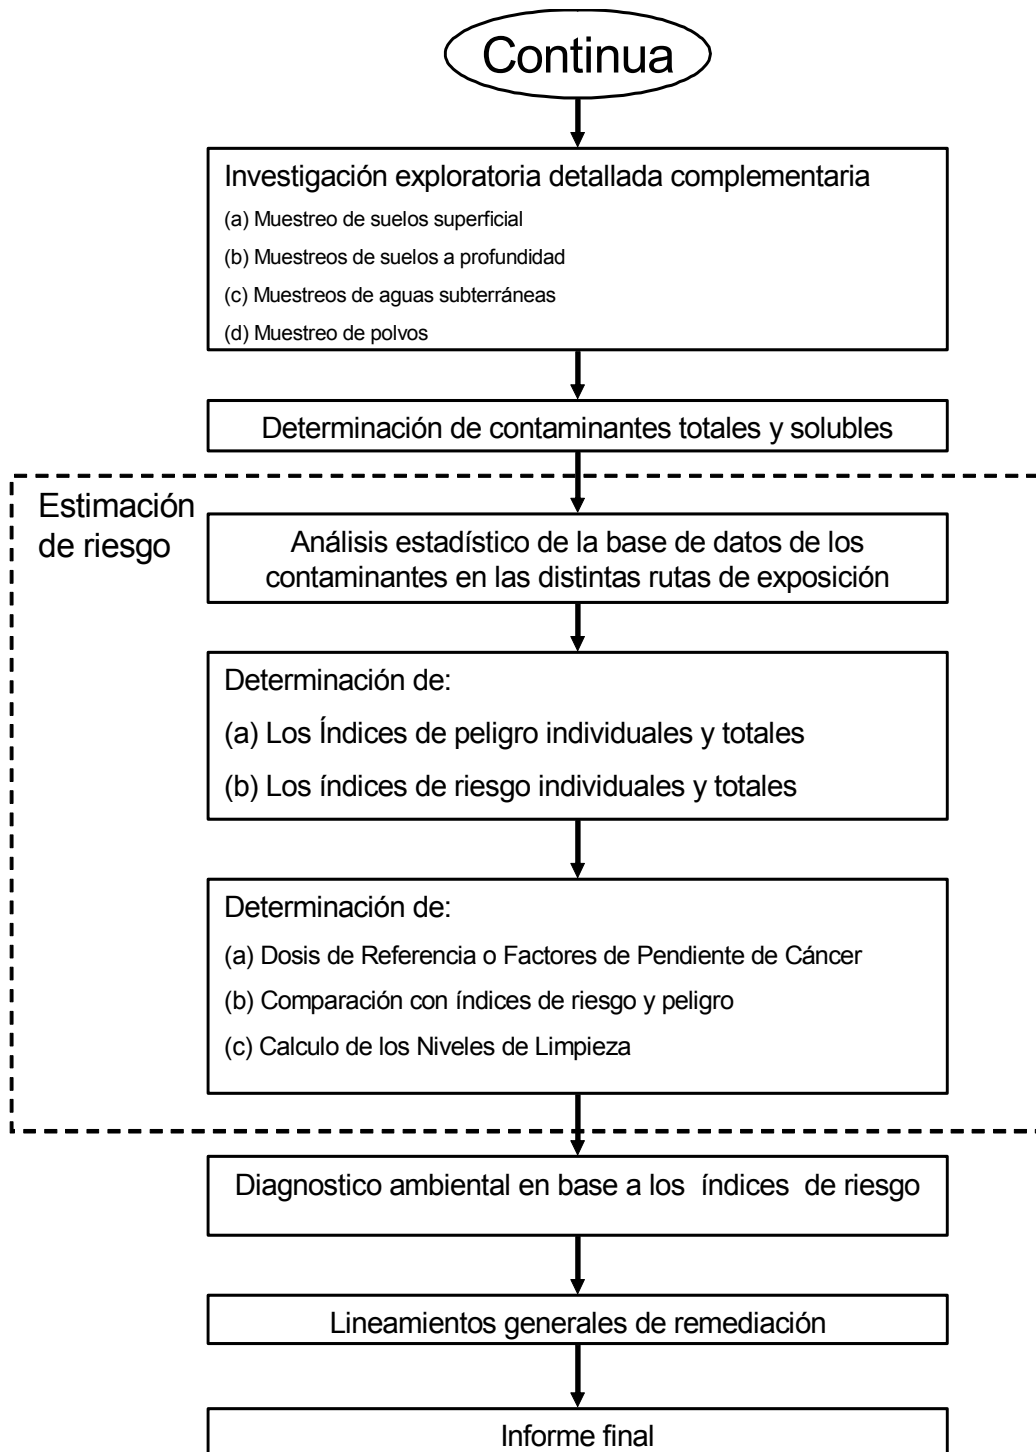 Continua
Investigación exploratoria detallada complementaria
(a) Muestreo de suelos superficial
(b) Muestreos de suelos a profundidad
(c) Muestreos de aguas subterráneas
(d) Muestreo de polvos
Determinación de contaminantes totales y solubles
Estimación
de riesgo
Análisis estadístico de la base de datos de los
contaminantes en las distintas rutas de exposición
Determinación de:
(a) Los Índices de peligro individuales y totales
(b) Los índices de riesgo individuales y totales
Determinación de:
(a) Dosis de Referencia o Factores de Pendiente de Cáncer
(b) Comparación con índices de riesgo y peligro
(c) Calculo de los Niveles de Limpieza
Diagnostico ambiental en base a los índices de riesgo
Lineamientos generales de remediación
Informe final